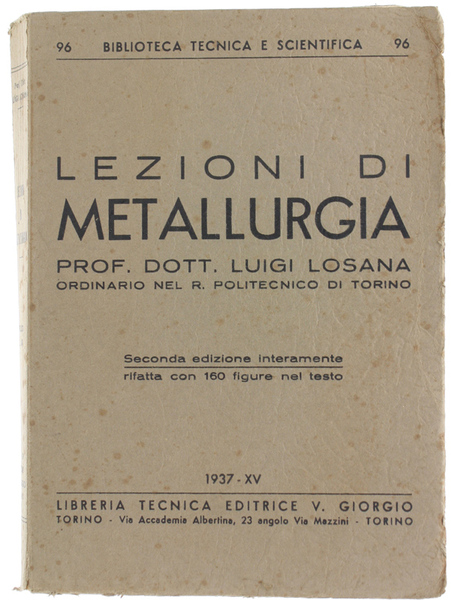 96 BIBLIOTECA TECNICA E SCIENTIFICA 96
LEZIONI DI
METALLURGIA
PROF. DOTT. LUIGI LOSANA
ORDINARIO NEL R. POLITECNICO DI TORINO
Seconda edizione interamente
rifatta con 160 figure nel testo
1937 - XV
LIBRERIA TECNICA EDITRICE V. GIORGIO
TORINO - Via Accademia Albertina, 23 angolo Via Mazzini - TORINO